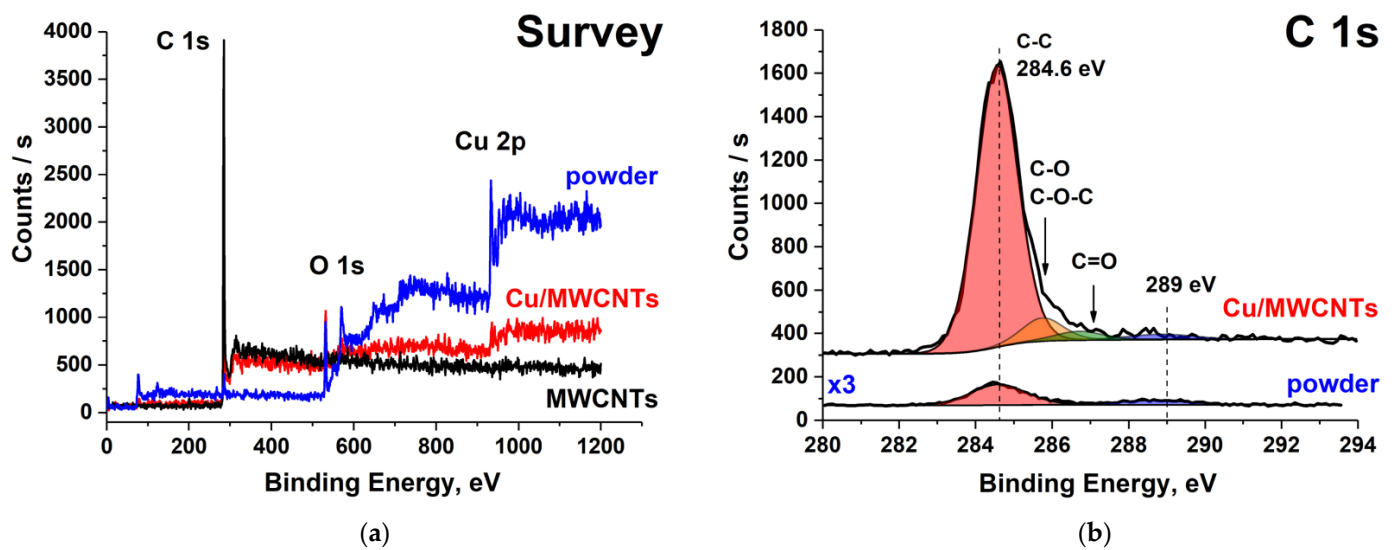 Survey
C 1s
O 1s
Cu 2p
powder
Cu/MWCNTs
MWCNTs
4000
3500
3000
2500
2000
1500
1000
500
0
Counts / s
0 200 400 600 800 1000 1200
Binding Energy, eV
(a)
C 1s
C-C
284.6 eV
C-O
C-O-C
C=O
289 eV
Cu/MWCNTs
x3
powder
1800
1600
1400
1200
1000
800
600
400
200
0
Counts / s
280 282 284 286 288 290 292 294
Binding Energy, eV
(b)